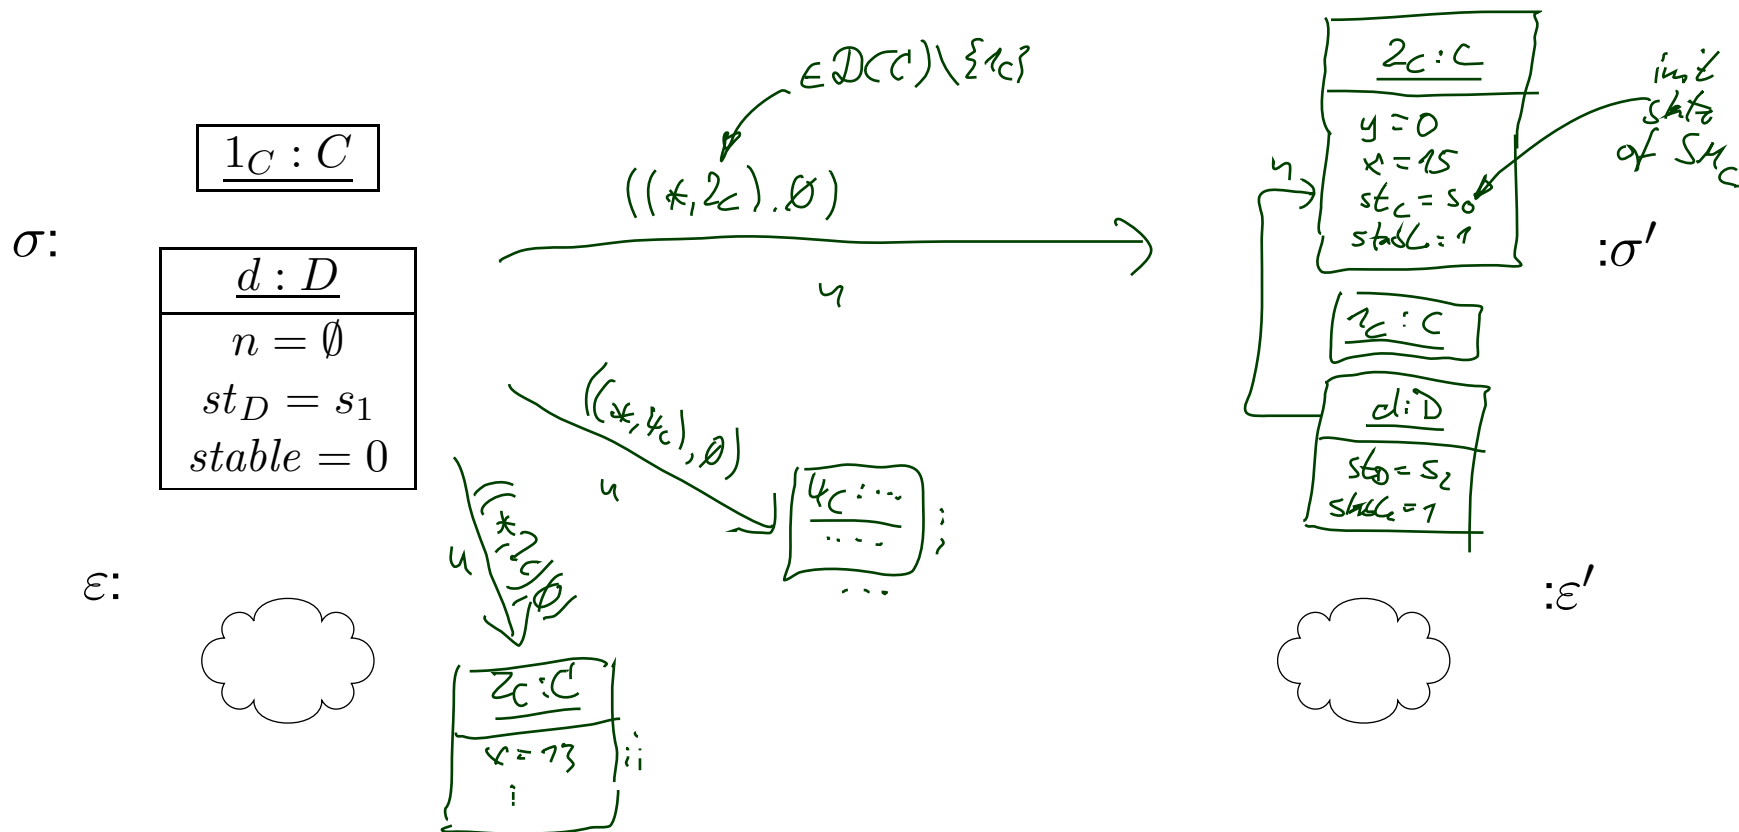 ∈ D(C) \ {1_C}
((*, 2_C), ∅)
u
σ:
1_C : C
d : D
n = ∅
st_D = s_1
stable = 0
ε:
((*, 4_C), ∅)
u
4_C : ...
....
...
((*, 2_C), ∅)
u
2_C : C
x = 13
2_C : C
y = 0
x = 15
st_C = s_0
stable = 1
init
state
of SM_C
n
:σ′
1_C : C
d : D
st_D = s_2
stable = 1
:ε′